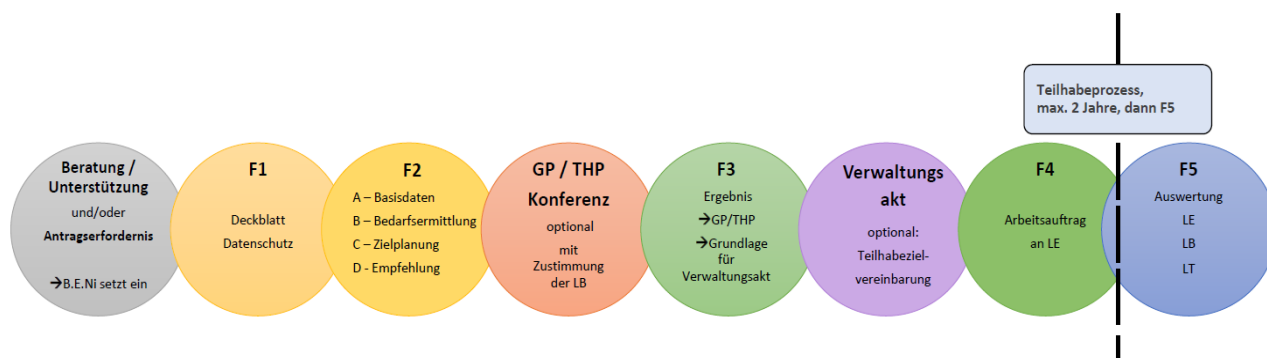 Teilhabeprozess,
max. 2 Jahre, dann F5
Beratung /
Unterstützung
und/oder
Antragserfordernis
→B.E.Ni setzt ein
F1
Deckblatt
Datenschutz
F2
A – Basisdaten
B – Bedarfsermittlung
C – Zielplanung
D - Empfehlung
GP / THP
Konferenz
optional
mit
Zustimmung
der LB
F3
Ergebnis
→GP/THP
→Grundlage
für
Verwaltungsakt
Verwaltungs
akt
optional:
Teilhabeziel-
vereinbarung
F4
Arbeitsauftrag
an LE
F5
Auswertung
LE
LB
LT